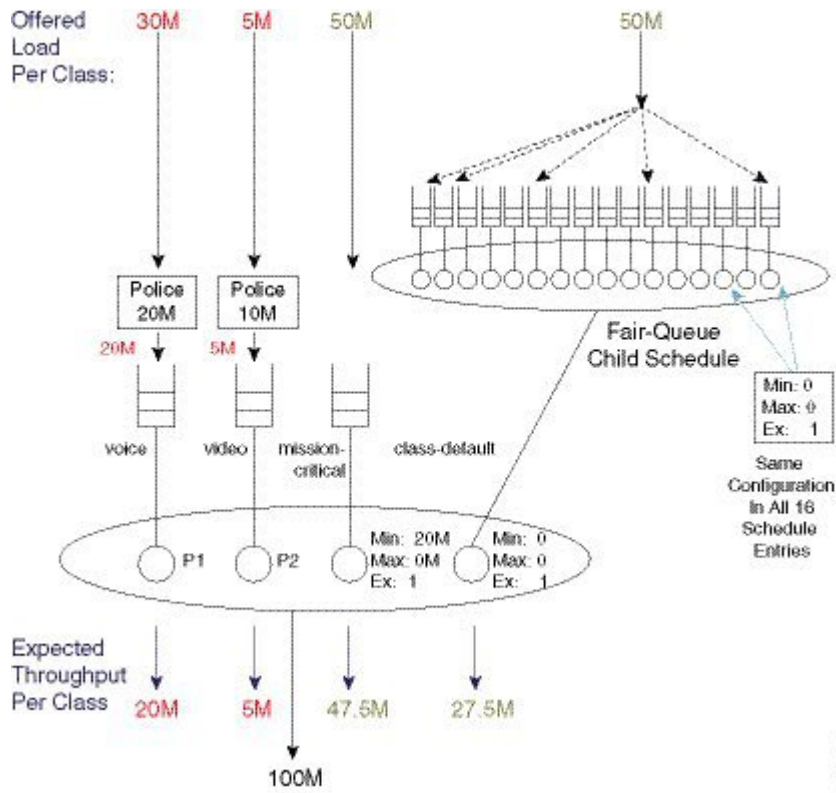 Offered
Load
Per Class:
30M
5M
50M
50M
Police
20M
Police
10M
20M
5M
Fair-Queue
Child Schedule
Min: 0
Max: 0
Ex: 1
Same
Configuration
In All 16
Schedule
Entries
voice
video
mission-
critical
class-default
P1
P2
Min: 20M
Max: 0M
Ex: 1
Min: 0
Max: 0
Ex: 1
Expected
Throughput
Per Class
20M
5M
47.5M
27.5M
100M